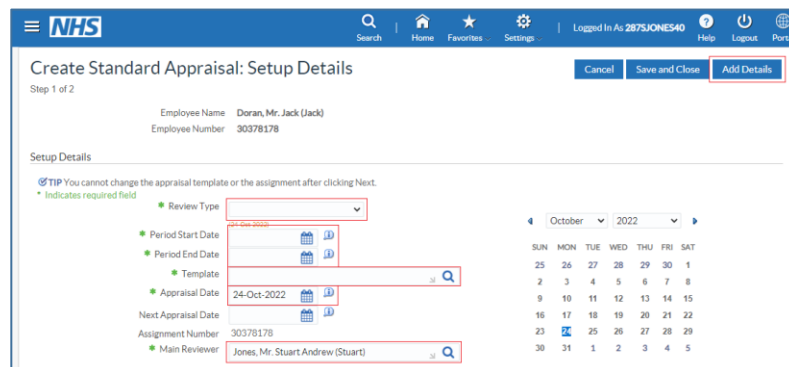 NHS
Search
Home
Favorites ...
Settings ...
Logged In As 287SJONES40
Help
Logout
Port
Create Standard Appraisal: Setup Details
Cancel
Save and Close
Add Details
Step 1 of 2
Employee Name Doran, Mr. Jack (Jack)
Employee Number 30378178
Setup Details
TIP You cannot change the appraisal template or the assignment after clicking Next.
* Indicates required field
* Review Type
(24-Oct-2022)
* Period Start Date
* Period End Date
* Template
* Appraisal Date 24-Oct-2022
Next Appraisal Date
Assignment Number 30378178
* Main Reviewer Jones, Mr. Stuart Andrew (Stuart)
October 2022
SUN MON TUE WED THU FRI SAT
25 26 27 28 29 30 1
2 3 4 5 6 7 8
9 10 11 12 13 14 15
16 17 18 19 20 21 22
23 24 25 26 27 28 29
30 31 1 2 3 4 5